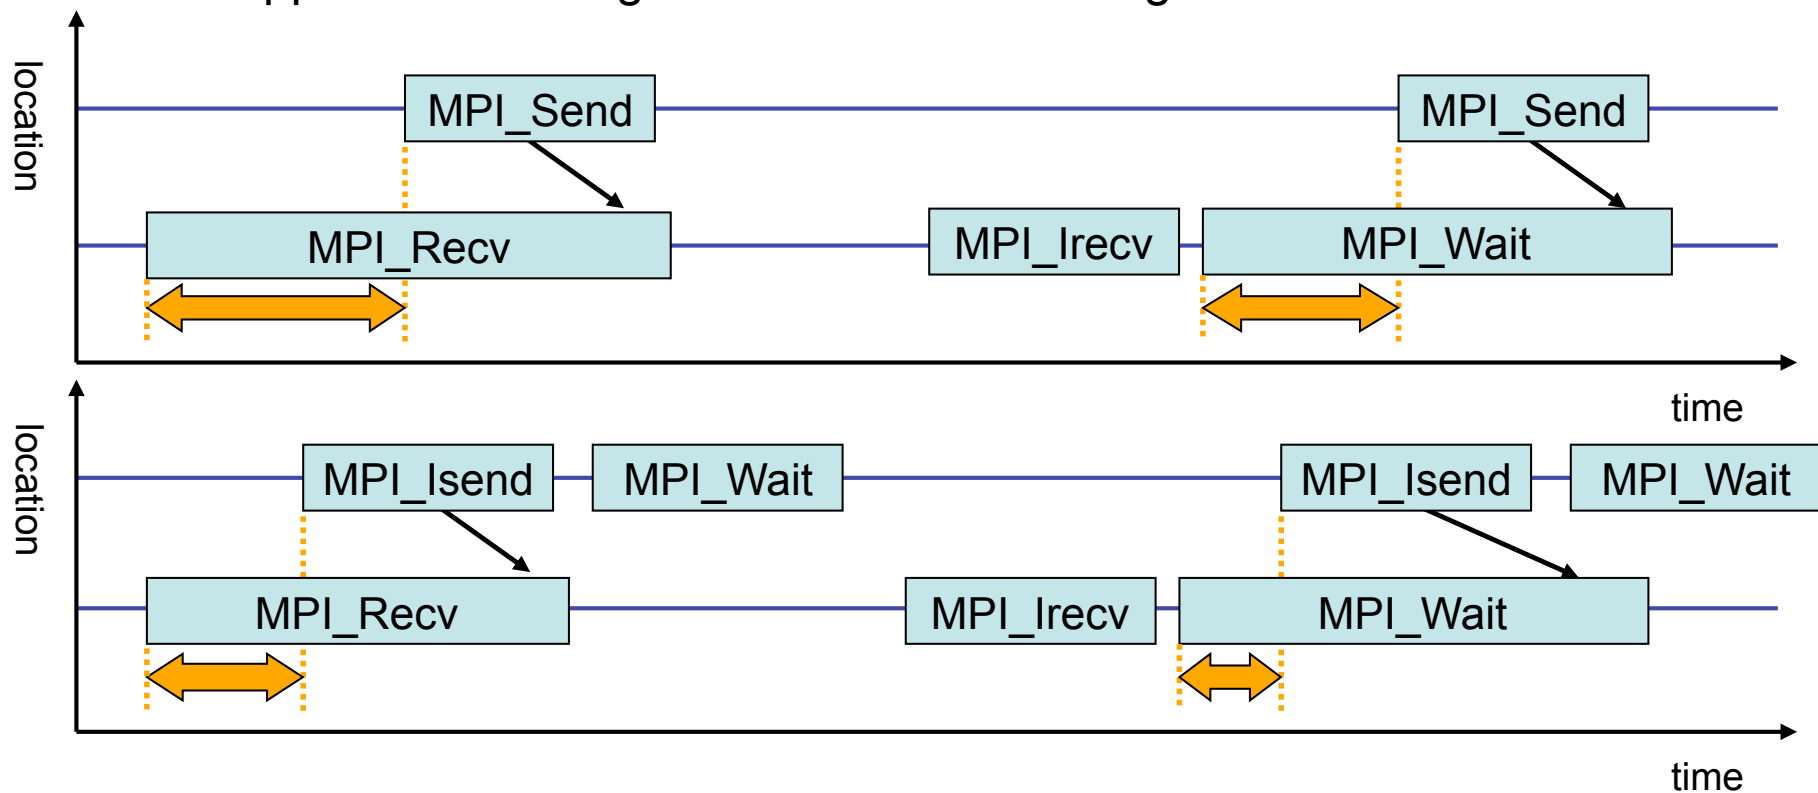 location
MPI_Send
MPI_Send
MPI_Recv
MPI_Irecv
MPI_Wait
time
location
MPI_Isend
MPI_Wait
MPI_Isend
MPI_Wait
MPI_Recv
MPI_Irecv
MPI_Wait
time